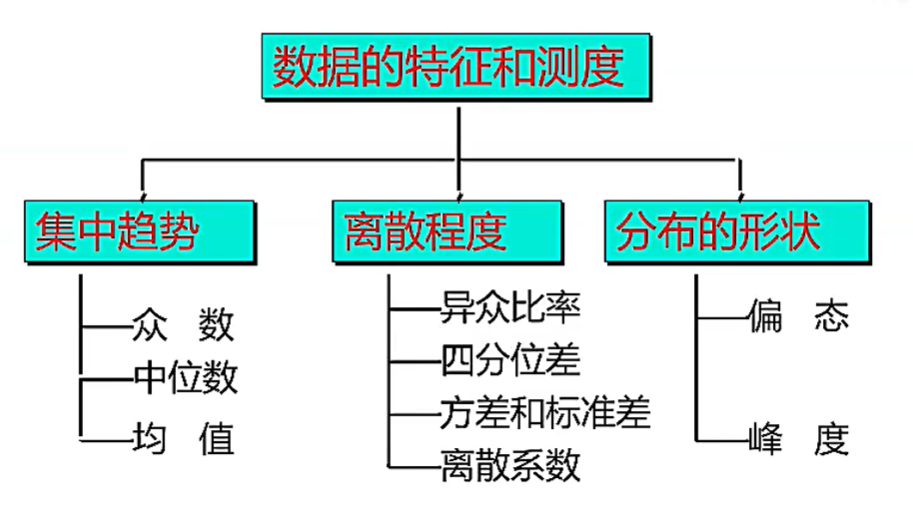 数据的特征和测度
集中趋势
离散程度
分布的形状
众 数
中位数
均 值
异众比率
四分位差
方差和标准差
离散系数
偏 态
峰 度